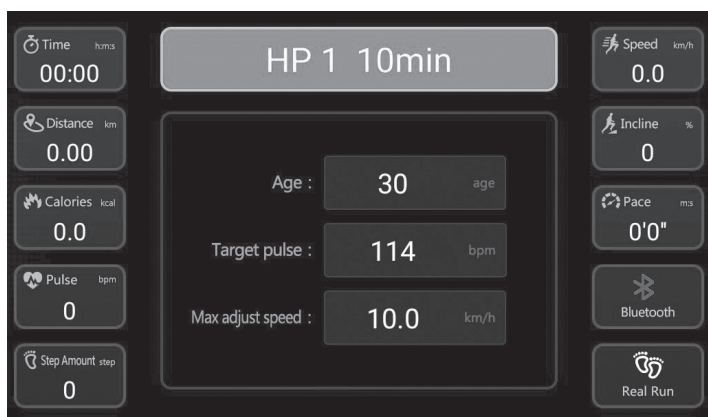 Time h:m:s
00:00
Distance km
0.00
Calories kcal
0.0
Pulse bpm
0
Step Amount step
0
HP 1 10min
Age : 30 age
Target pulse : 114 bpm
Max adjust speed : 10.0 km/h
Speed km/h
0.0
Incline %
0
Pace m:s
0'0"
Bluetooth
Real Run